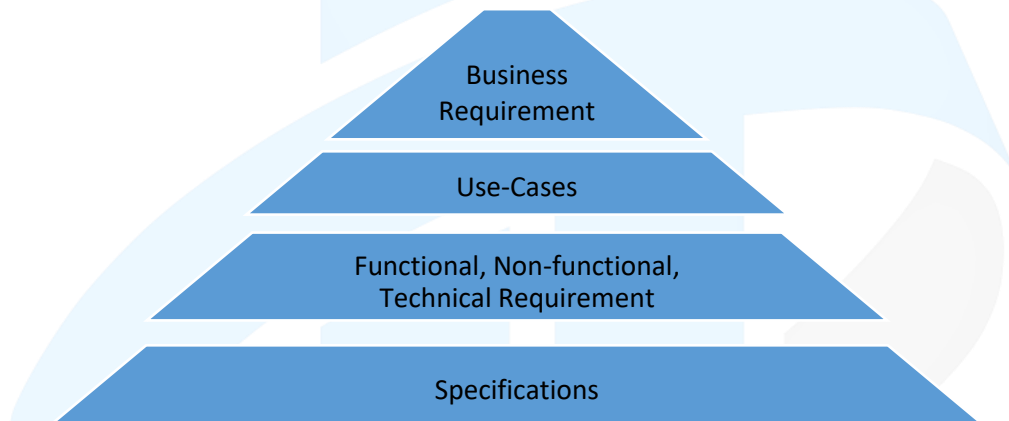 Business
Requirement
Use-Cases
Functional, Non-functional,
Technical Requirement
Specifications